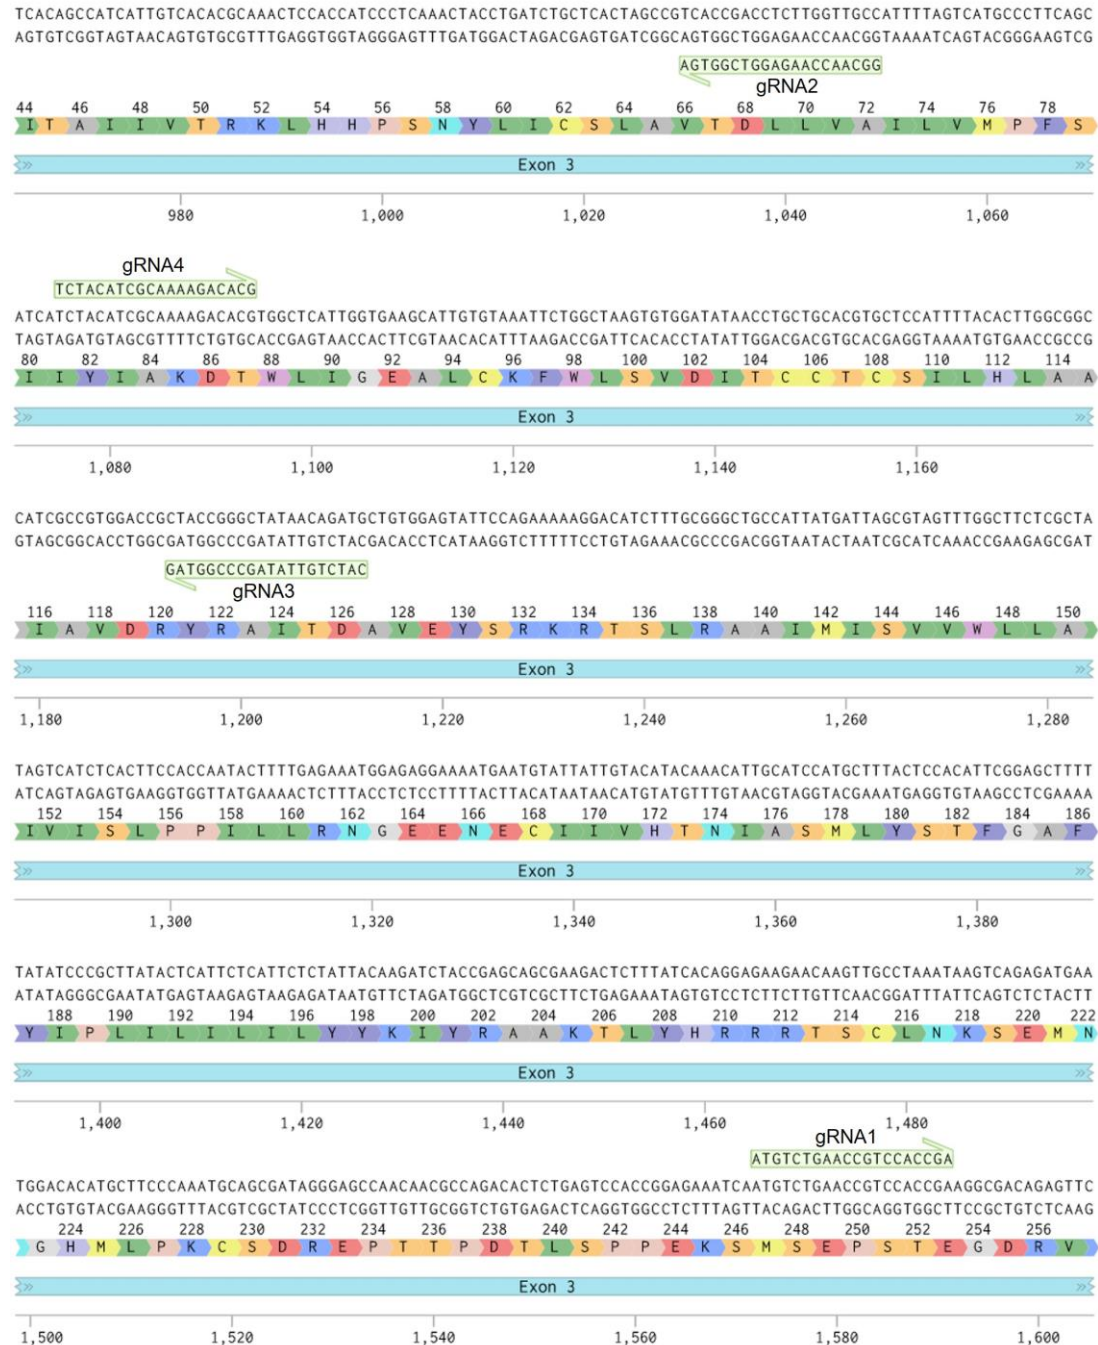 TCACAGCCATCATTGTCACACGCAAACTCCACCATCCCTCAAACTACCTGATCTGCTCACTAGCCGTCACCGACCTCTTGGTTGCCATTTTAGTCATGCCCTTCAGC
AGTGTCGGTAGTAACAGTGTGCGTTTGAGGTGGTAGGGAGTTTGATGGACTAGACGAGTGATCGGCAGTGGCTGGAGAACCAACGGTAAAATCAGTACGGGAAGTCG
AGTGGCTGGAGAACCAACGG
gRNA2
44 46 48 50 52 54 56 58 60 62 64 66 68 70 72 74 76 78
I T A I I V T R K L H H P S N Y L I C S L A V T D L L V A I L V M P F S
Exon 3
980 1,000 1,020 1,040 1,060
gRNA4
TCTACATCGCAAAAGACACG
ATCATCTACATCGCAAAAGACACGTGGCTCATTGGTGAAGCATTGTGTAAATTCTGGCTAAGTGTGGATATAACCTGCTGCACGTGCTCCATTTTACACTTGGCGGC
TAGTAGATGTAGCGTTTTCTGTGCACCGAGTAACCACTTCGTAACACATTTAAGACCGATTCACACCTATATTGGACGACGTGCACGAGGTAAAATGTGAACCGCCG
80 82 84 86 88 90 92 94 96 98 100 102 104 106 108 110 112 114
I I Y I A K D T W L I G E A L C K F W L S V D I T C C T C S I L H L A A
Exon 3
1,080 1,100 1,120 1,140 1,160
CATCGCCGTGGACCGCTACCGGGCTATAACAGATGCTGTGGAGTATTCCAGAAAAAGGACATCTTTGCGGGCTGCCATTATGATTAGCGTAGTTTGGCTTCTCGCTA
GTAGCGGCACCTGGCGATGGCCCGATATTGTCTACGACACCTCATAAGGTCTTTTTCCTGTAGAAACGCCCGACGGTAATACTAATCGCATCAAACCGAAGAGCGAT
GATGGCCCGATATTGTCTAC
gRNA3
116 118 120 122 124 126 128 130 132 134 136 138 140 142 144 146 148 150
I A V D R Y R A I T D A V E Y S R K R T S L R A A I M I S V V W L L A
Exon 3
1,180 1,200 1,220 1,240 1,260 1,280
TAGTCATCTCACTTCCACCAATACTTTTGAGAAATGGAGAGGAAAATGAATGTATTATTGTACATACAAACATTGCATCCATGCTTTACTCCACATTCGGAGCTTTT
ATCAGTAGAGTGAAGGTGGTTATGAAAACTCTTTACCTCTCCTTTTACTTACATAATAACATGTATGTTTGTAACGTAGGTACGAAATGAGGTGTAAGCCTCGAAAA
152 154 156 158 160 162 164 166 168 170 172 174 176 178 180 182 184 186
I V I S L P P I L L R N G E E N E C I I V H T N I A S M L Y S T F G A F
Exon 3
1,300 1,320 1,340 1,360 1,380
TATATCCCGCTTATACTCATTCTCATTCTCTATTACAAGATCTACCGAGCAGCGAAGACTCTTTATCACAGGAGAAGAACAAGTTGCCTAAATAAGTCAGAGATGAA
ATATAGGGCGAATATGAGTAAGAGTAAGAGATAATGTTCTAGATGGCTCGTCGCTTCTGAGAAATAGTGTCCTCTTCTTGTTCAACGGATTTATTCAGTCTCTACTT
188 190 192 194 196 198 200 202 204 206 208 210 212 214 216 218 220 222
Y I P L I L I L I L Y Y K I Y R A A K T L Y H R R R T S C L N K S E M N
Exon 3
1,400 1,420 1,440 1,460 1,480
gRNA1
ATGTCTGAACCGTCCACCGA
TGGACACATGCTTCCCAAATGCAGCGATAGGGAGCCAACAACGCCAGACACTCTGAGTCCACCGGAGAAATCAATGTCTGAACCGTCCACCGAAGGCGACAGAGTTC
ACCTGTGTACGAAGGGTTTACGTCGCTATCCCTCGGTTGTTGCGGTCTGTGAGACTCAGGTGGCCTCTTTAGTTACAGACTTGGCAGGTGGCTTCCGCTGTCTCAAG
224 226 228 230 232 234 236 238 240 242 244 246 248 250 252 254 256
G H M L P K C S D R E P T T P D T L S P P E K S M S E P S T E G D R V
Exon 3
1,500 1,520 1,540 1,560 1,580 1,600